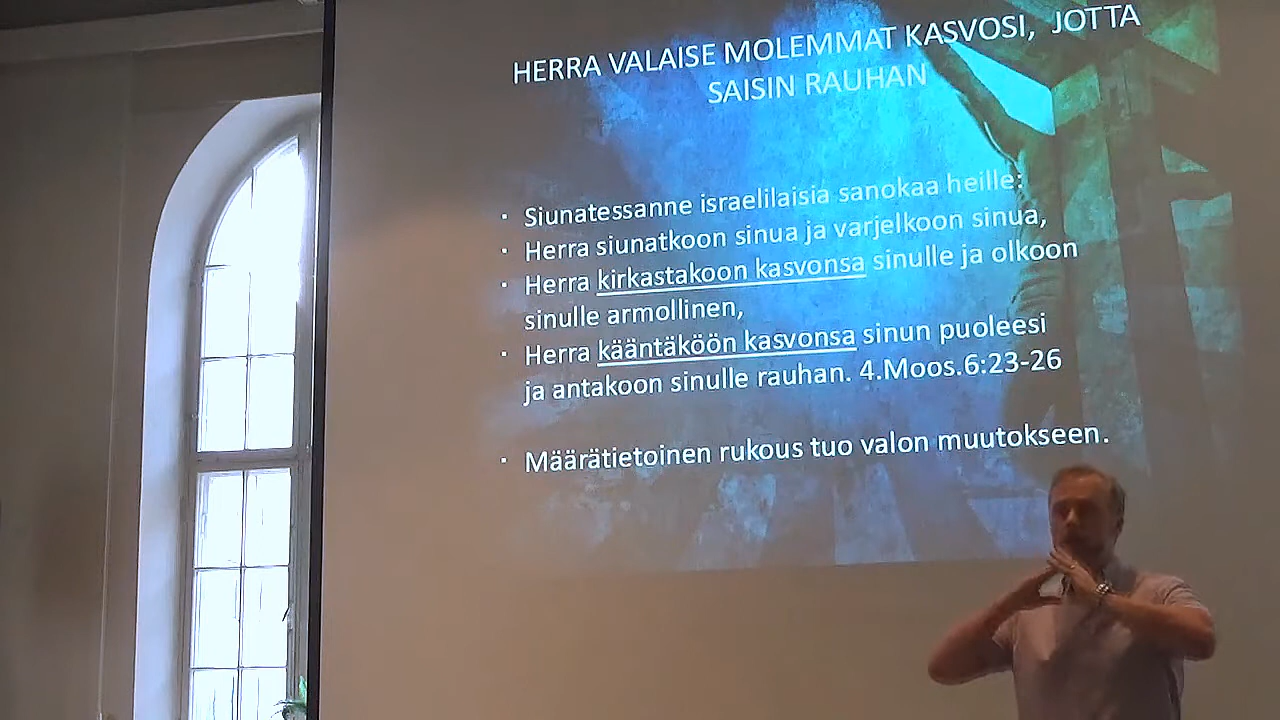 HERRA VALAISE MOLEMMAT KASVOSI, JOTTA
SAISIN RAUHAN
· Siunatessanne israelilaisia sanokaa heille:
· Herra siunatkoon sinua ja varjelkoon sinua,
· Herra kirkastakoon kasvonsa sinulle ja olkoon
sinulle armollinen,
· Herra kääntäköön kasvonsa sinun puoleesi
ja antakoon sinulle rauhan. 4.Moos.6:23-26
· Määrätietoinen rukous tuo valon muutokseen.